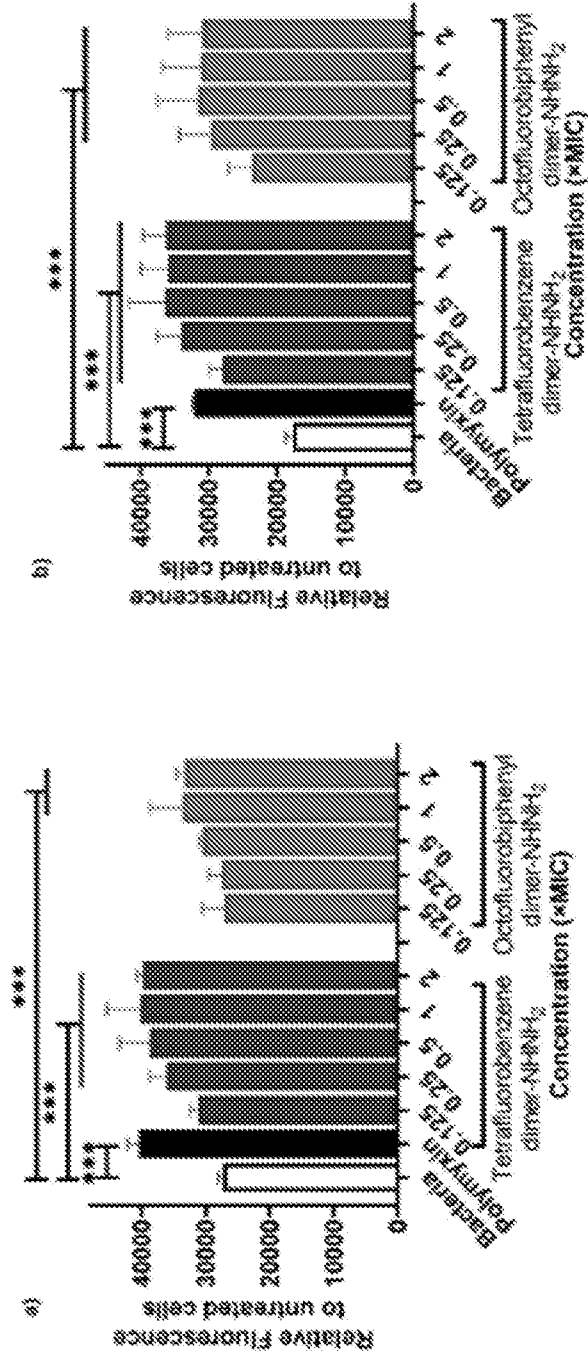 a)
Relative Fluorescence
to untreated cells
40000
30000
20000
10000
0
***
***
***
Bacteria
Polymyxin
0.125
0.25
0.5
1
2
0.125
0.25
0.5
1
2
Tetrafluorobenzene
dimer-NHNH₂
Octofluorobiphenyl
dimer-NHNH₂
Concentration (×MIC)
b)
Relative Fluorescence
to untreated cells
40000
30000
20000
10000
0
***
***
***
Bacteria
Polymyxin
0.125
0.25
0.5
1
2
0.125
0.25
0.5
1
2
Tetrafluorobenzene
dimer-NHNH₂
Octofluorobiphenyl
dimer-NHNH₂
Concentration (×MIC)